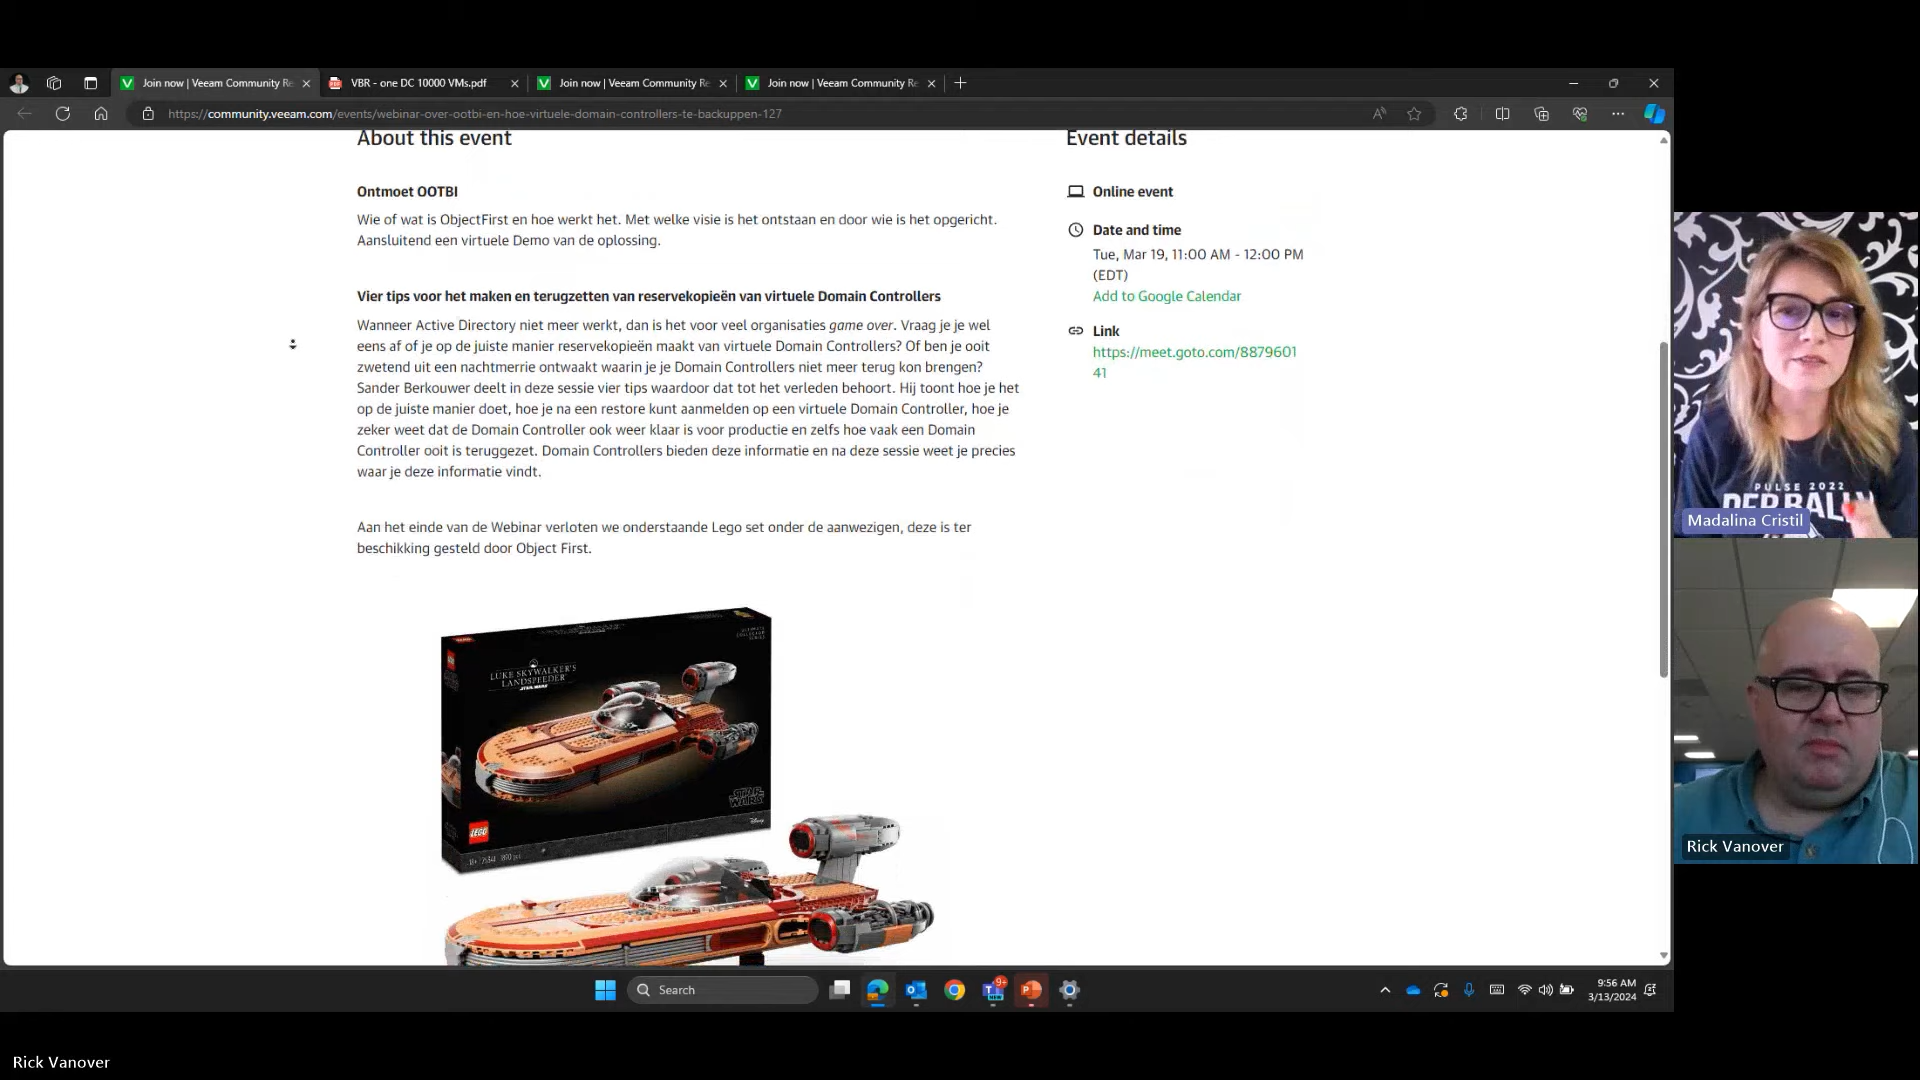 Join now | Veeam Community Re
VBR - one DC 10000 VMs.pdf
Join now | Veeam Community Re
Join now | Veeam Community Re
https://community.veeam.com/events/webinar-over-ootbi-en-hoe-virtuele-domain-controllers-te-backuppen-127
About this event
Ontmoet OOTBI
Wie of wat is ObjectFirst en hoe werkt het. Met welke visie is het ontstaan en door wie is het opgericht.
Aansluitend een virtuele Demo van de oplossing.
Vier tips voor het maken en terugzetten van reservekopieën van virtuele Domain Controllers
Wanneer Active Directory niet meer werkt, dan is het voor veel organisaties game over. Vraag je je wel
eens af of je op de juiste manier reservekopieën maakt van virtuele Domain Controllers? Of ben je ooit
zwetend uit een nachtmerrie ontwaakt waarin je je Domain Controllers niet meer terug kon brengen?
Sander Berkouwer deelt in deze sessie vier tips waardoor dat tot het verleden behoort. Hij toont hoe je het
op de juiste manier doet, hoe je na een restore kunt aanmelden op een virtuele Domain Controller, hoe je
zeker weet dat de Domain Controller ook weer klaar is voor productie en zelfs hoe vaak een Domain
Controller ooit is teruggezet. Domain Controllers bieden deze informatie en na deze sessie weet je precies
waar je deze informatie vindt.
Aan het einde van de Webinar verloten we onderstaande Lego set onder de aanwezigen, deze is ter
beschikking gesteld door Object First.
LUKE SKYWALKER'S
LANDSPEEDER
STAR WARS
STAR
WARS
Disney
LEGO
18+
Event details
Online event
Date and time
Tue, Mar 19, 11:00 AM - 12:00 PM
(EDT)
Add to Google Calendar
Link
https://meet.goto.com/8879601
41
PULSE 2022
Madalina Cristil
Rick Vanover
Search
9+
9:56 AM
3/13/2024
Rick Vanover